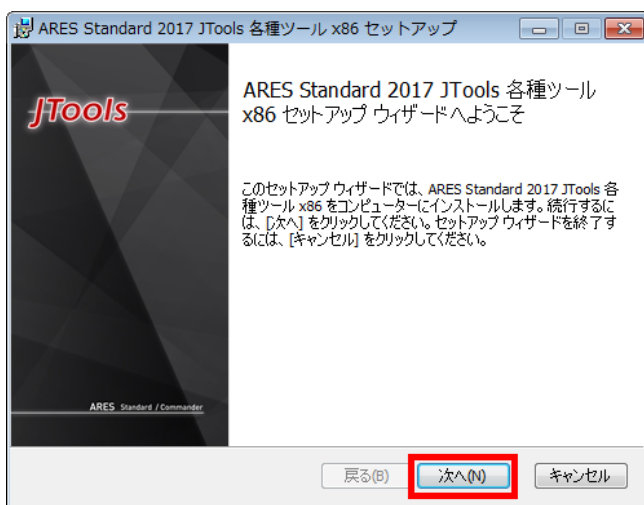 ARES Standard 2017 JTools 各種ツール x86 セットアップ
JTools
ARES Standard 2017 JTools 各種ツール
x86 セットアップ ウィザードへようこそ
このセットアップ ウィザードでは、ARES Standard 2017 JTools 各
種ツール x86 をコンピューターにインストールします。続行するに
は、[次へ] をクリックしてください。セットアップ ウィザードを終了す
るには、[キャンセル] をクリックしてください。
ARES Standard / Commander
戻る(B) 次へ(N) キャンセル